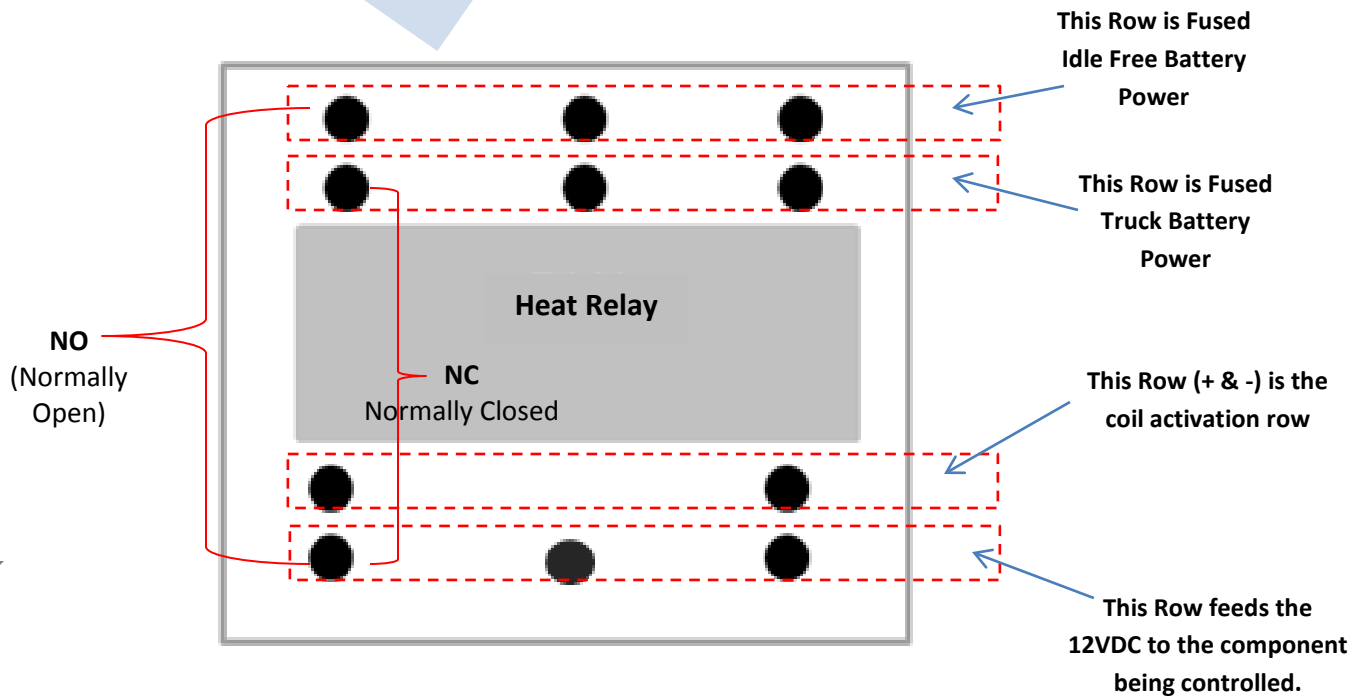 This Row is Fused
Idle Free Battery
Power
This Row is Fused
Truck Battery
Power
Heat Relay
NO
(Normally
Open)
NC
Normally Closed
This Row (+ & -) is the
coil activation row
This Row feeds the
12VDC to the component
being controlled.